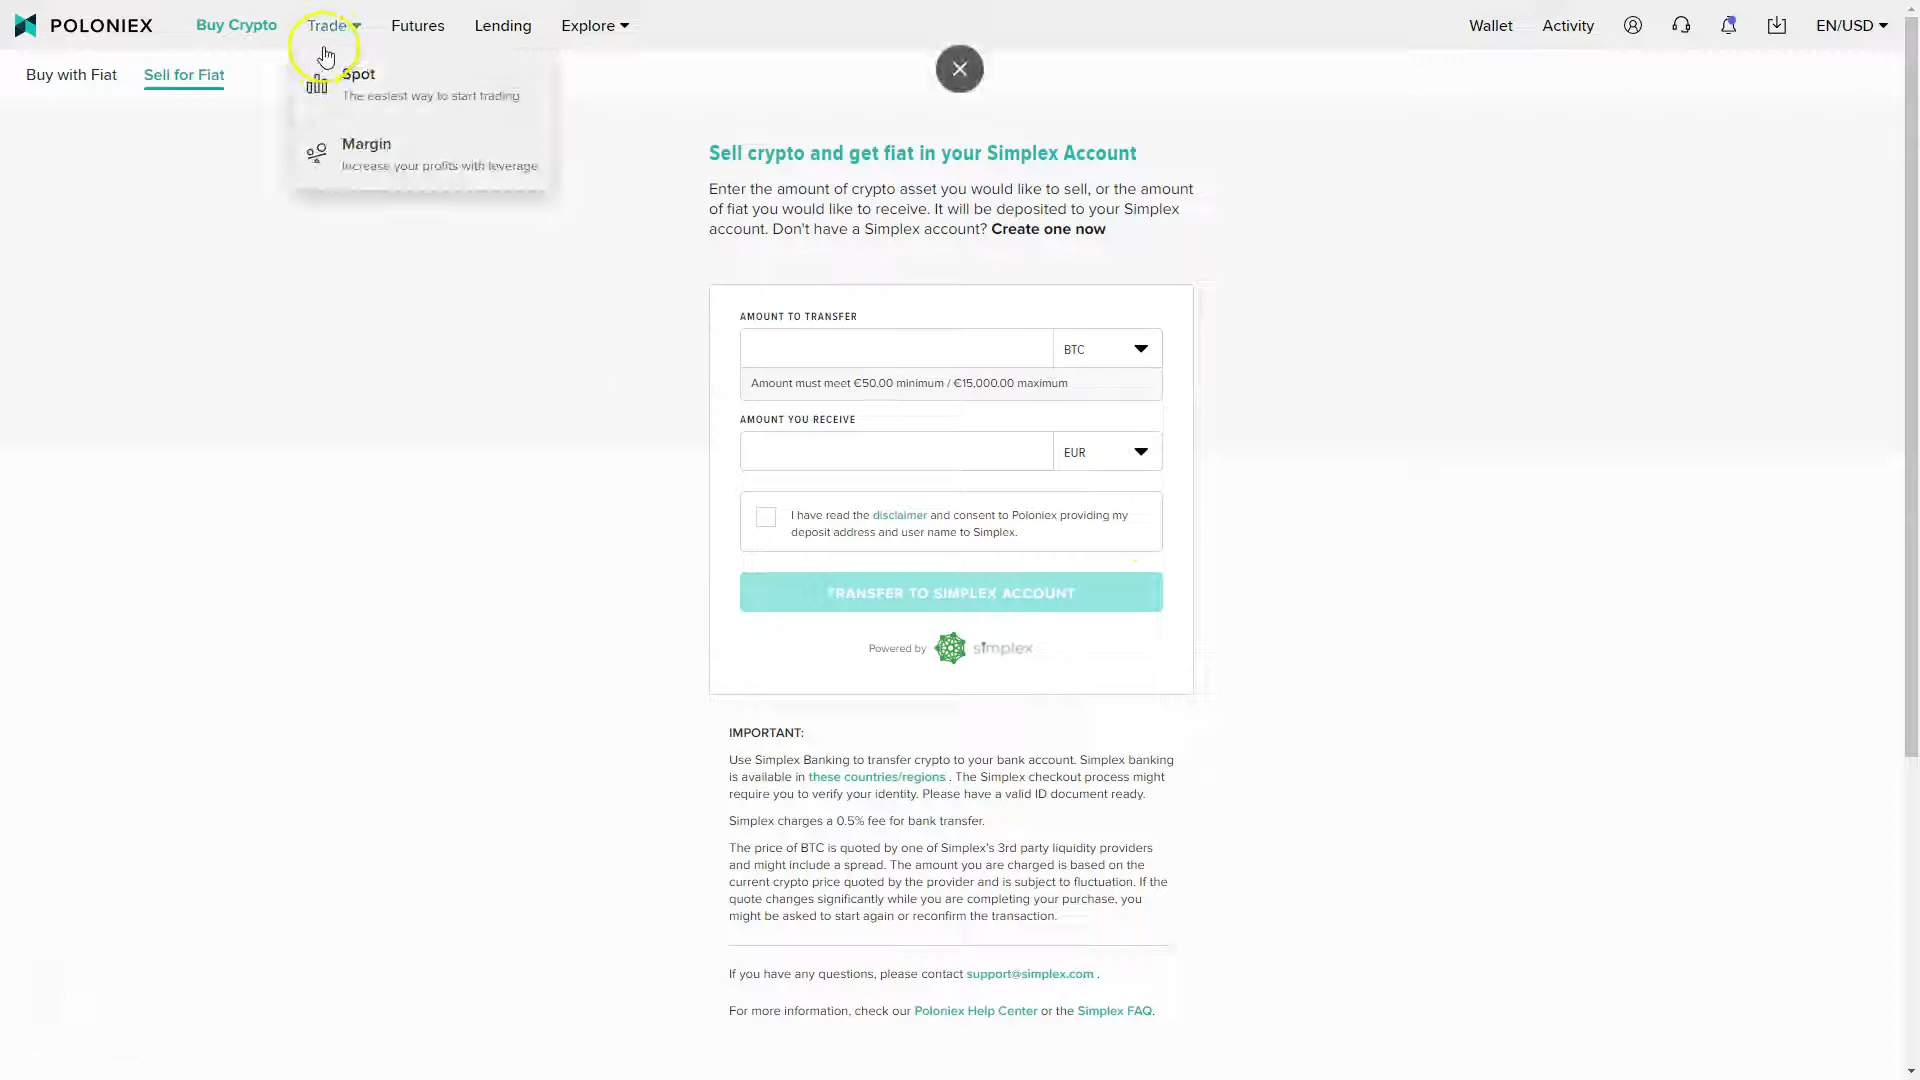 POLONIEX
Buy Crypto
Trade
Futures
Lending
Explore
Wallet
Activity
EN/USD
Buy with Fiat
Sell for Fiat
Spot
The easiest way to start trading
Margin
Increase your profits with leverage
Sell crypto and get fiat in your Simplex Account
Enter the amount of crypto asset you would like to sell, or the amount
of fiat you would like to receive. It will be deposited to your Simplex
account. Don't have a Simplex account? Create one now
AMOUNT TO TRANSFER
BTC
Amount must meet €50.00 minimum / €15,000.00 maximum
AMOUNT YOU RECEIVE
EUR
I have read the disclaimer and consent to Poloniex providing my
deposit address and user name to Simplex.
TRANSFER TO SIMPLEX ACCOUNT
Powered by simplex
IMPORTANT:
Use Simplex Banking to transfer crypto to your bank account. Simplex banking
is available in these countries/regions . The Simplex checkout process might
require you to verify your identity. Please have a valid ID document ready.
Simplex charges a 0.5% fee for bank transfer.
The price of BTC is quoted by one of Simplex's 3rd party liquidity providers
and might include a spread. The amount you are charged is based on the
current crypto price quoted by the provider and is subject to fluctuation. If the
quote changes significantly while you are completing your purchase, you
might be asked to start again or reconfirm the transaction.
If you have any questions, please contact support@simplex.com .
For more information, check our Poloniex Help Center or the Simplex FAQ.